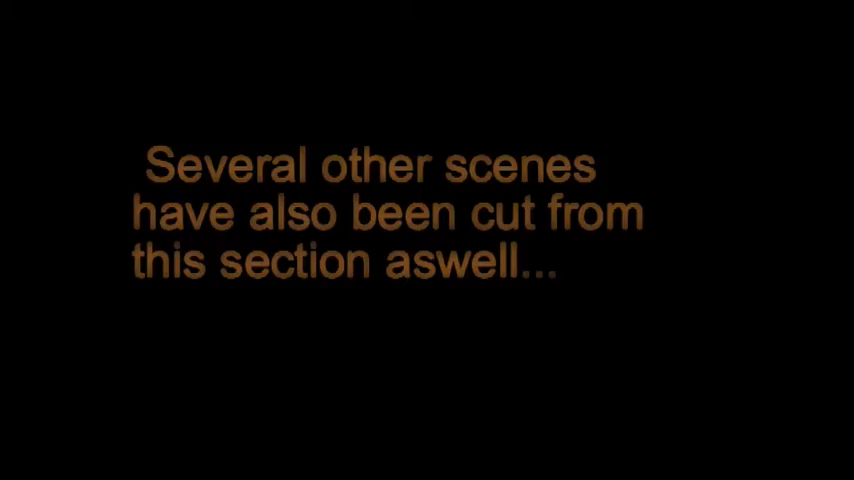 Several other scenes
have also been cut from
this section aswell...